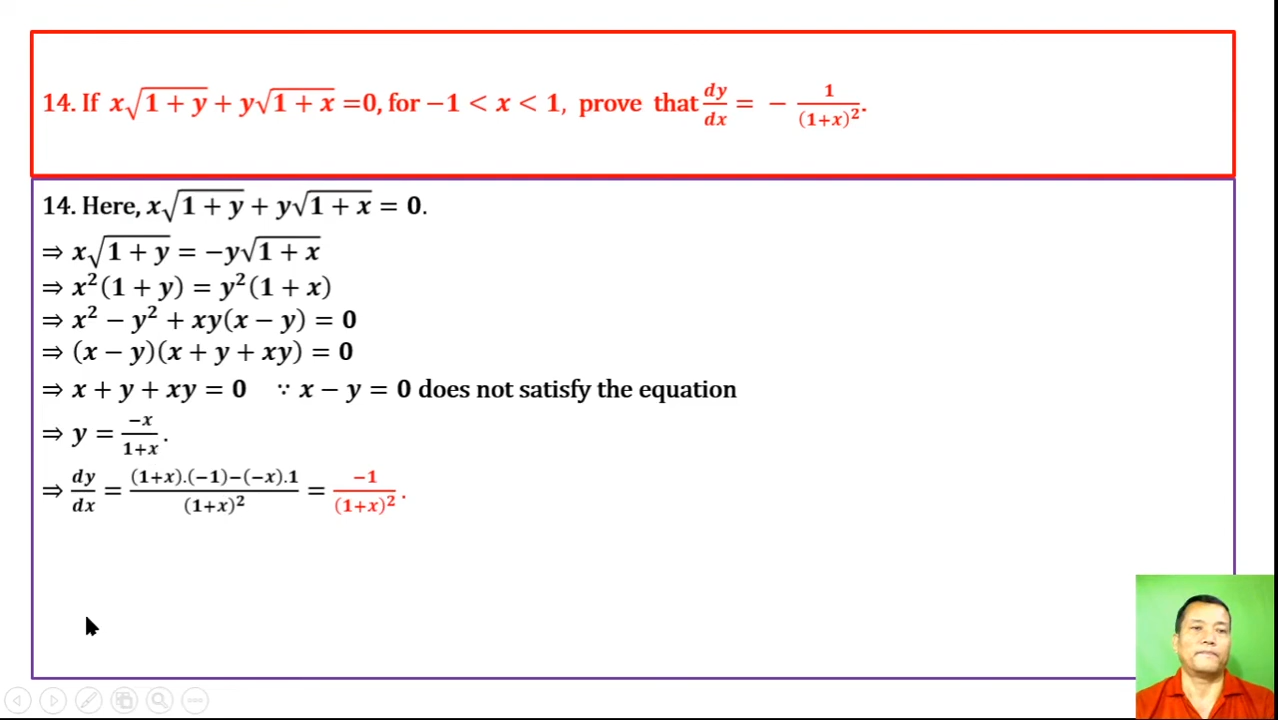 14. If x√(1 + y) + y√(1 + x) =0, for −1 < x < 1, prove that dy/dx = − 1/(1+x)².
14. Here, x√(1 + y) + y√(1 + x) = 0.
⇒ x√(1 + y) = −y√(1 + x)
⇒ x²(1 + y) = y²(1 + x)
⇒ x² − y² + xy(x − y) = 0
⇒ (x − y)(x + y + xy) = 0
⇒ x + y + xy = 0 ∵ x − y = 0 does not satisfy the equation
⇒ y = −x/1+x.
⇒ dy/dx = (1+x).(−1)−(−x).1/(1+x)² = −1/(1+x)².